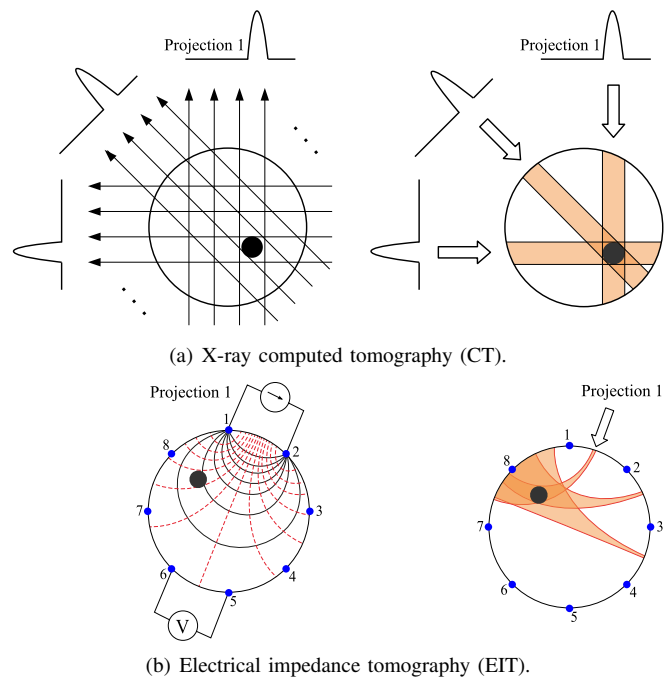 Projection 1
Projection 1
(a) X-ray computed tomography (CT).
Projection 1
1
2
3
4
5
6
7
8
V
Projection 1
1
2
3
4
5
6
7
8
(b) Electrical impedance tomography (EIT).